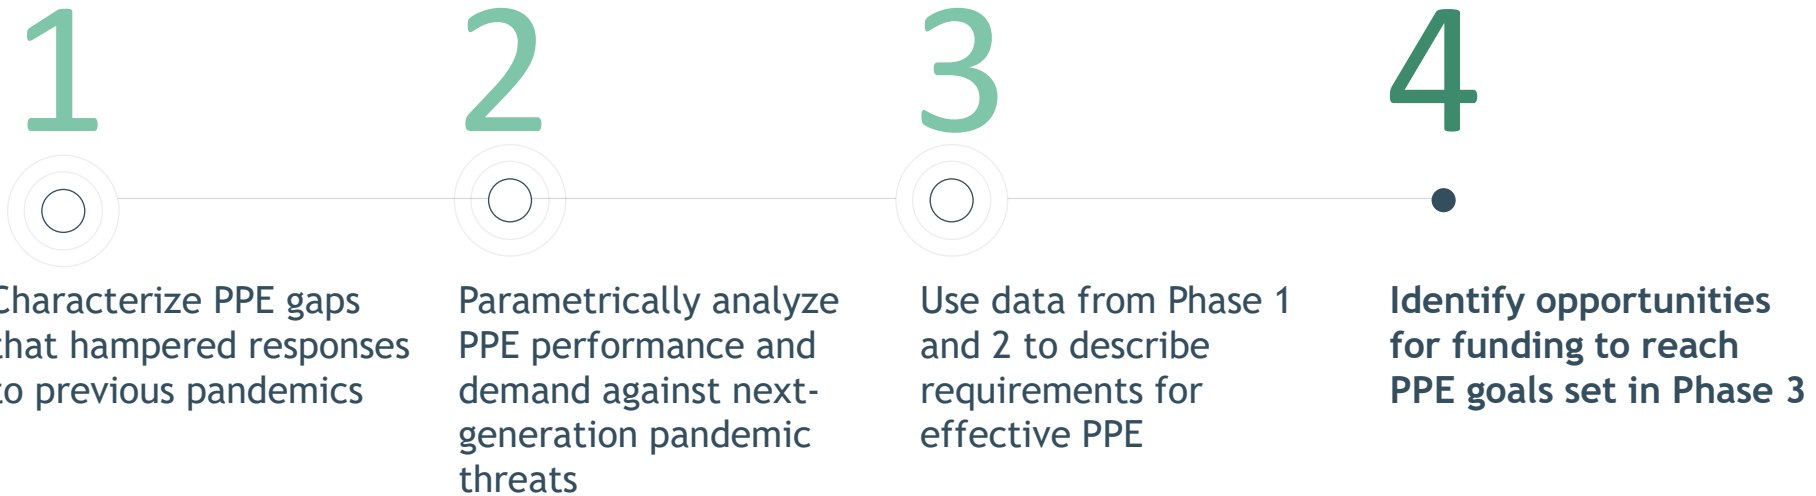 1
2
3
4
Characterize PPE gaps
that hampered responses
to previous pandemics
Parametrically analyze
PPE performance and
demand against next-
generation pandemic
threats
Use data from Phase 1
and 2 to describe
requirements for
effective PPE
Identify opportunities
for funding to reach
PPE goals set in Phase 3